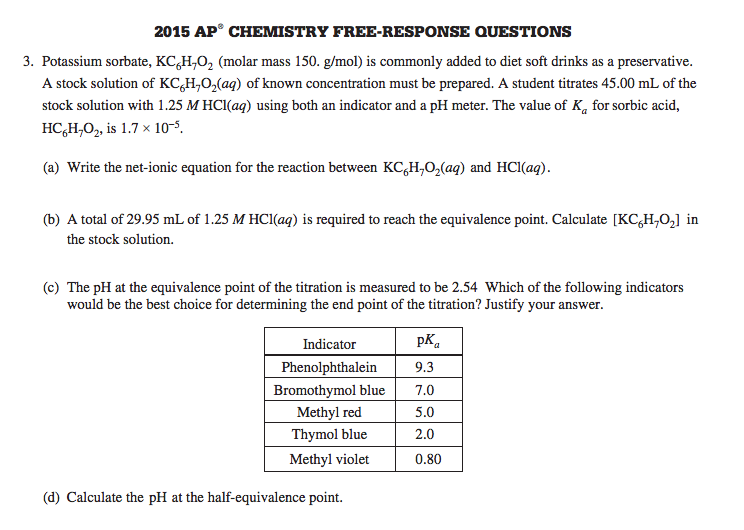 2015 AP® CHEMISTRY FREE-RESPONSE QUESTIONS
3. Potassium sorbate, KC₆H₇O₂ (molar mass 150. g/mol) is commonly added to diet soft drinks as a preservative.
A stock solution of KC₆H₇O₂(aq) of known concentration must be prepared. A student titrates 45.00 mL of the
stock solution with 1.25 M HCl(aq) using both an indicator and a pH meter. The value of Kₐ for sorbic acid,
HC₆H₇O₂, is 1.7 × 10⁻⁵.
(a) Write the net-ionic equation for the reaction between KC₆H₇O₂(aq) and HCl(aq).
(b) A total of 29.95 mL of 1.25 M HCl(aq) is required to reach the equivalence point. Calculate [KC₆H₇O₂] in
the stock solution.
(c) The pH at the equivalence point of the titration is measured to be 2.54 Which of the following indicators
would be the best choice for determining the end point of the titration? Justify your answer.
Indicator pKₐ
Phenolphthalein 9.3
Bromothymol blue 7.0
Methyl red 5.0
Thymol blue 2.0
Methyl violet 0.80
(d) Calculate the pH at the half-equivalence point.